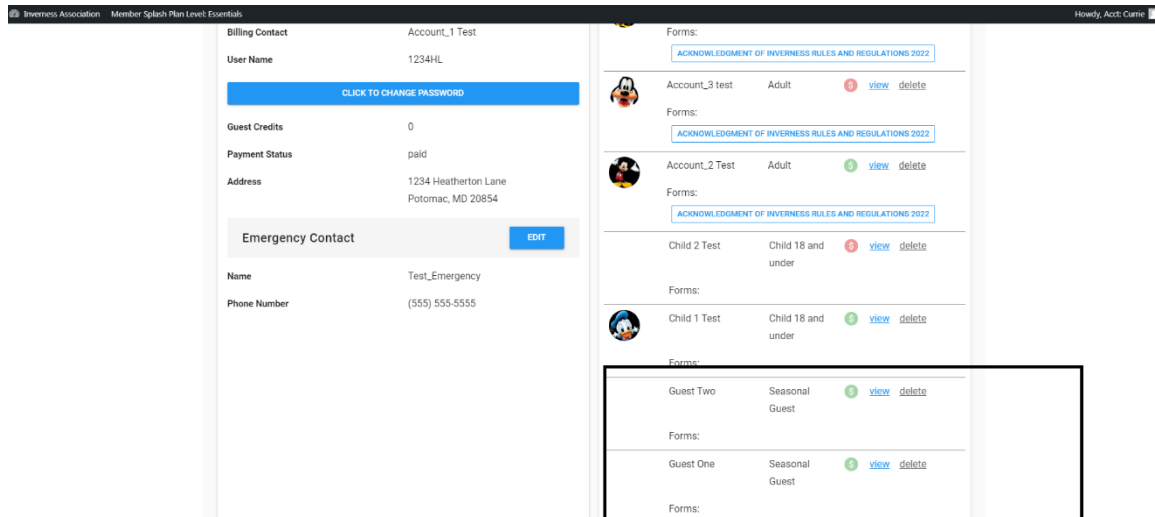 Inverness Association Member Splash Plan Level: Essentials Howdy, Acct: Currie
Billing Contact Account_1 Test
User Name 1234HL
CLICK TO CHANGE PASSWORD
Guest Credits 0
Payment Status paid
Address 1234 Heatherton Lane
Potomac, MD 20854
Emergency Contact EDIT
Name Test_Emergency
Phone Number (555) 555-5555
Forms:
ACKNOWLEDGMENT OF INVERNESS RULES AND REGULATIONS 2022
Account_3 test Adult $ view delete
Forms:
ACKNOWLEDGMENT OF INVERNESS RULES AND REGULATIONS 2022
Account_2 Test Adult $ view delete
Forms:
ACKNOWLEDGMENT OF INVERNESS RULES AND REGULATIONS 2022
Child 2 Test Child 18 and $ view delete
under
Forms:
Child 1 Test Child 18 and $ view delete
under
Forms:
Guest Two Seasonal $ view delete
Guest
Forms:
Guest One Seasonal $ view delete
Guest
Forms: